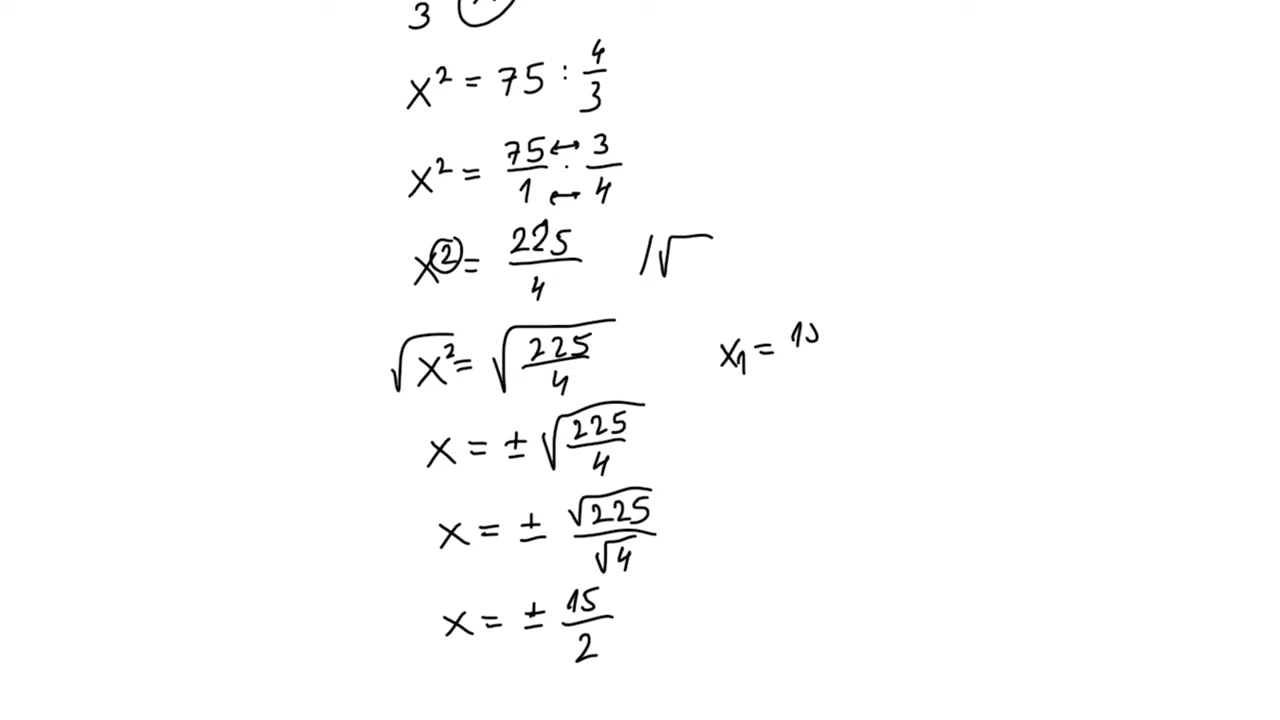 3
x² = 75 : 4/3
x² = 75/1 · 3/4
x² = 225/4 /√
√x² = √(225/4)
x₁ = 15
x = ± √(225/4)
x = ± √225/√4
x = ± 15/2